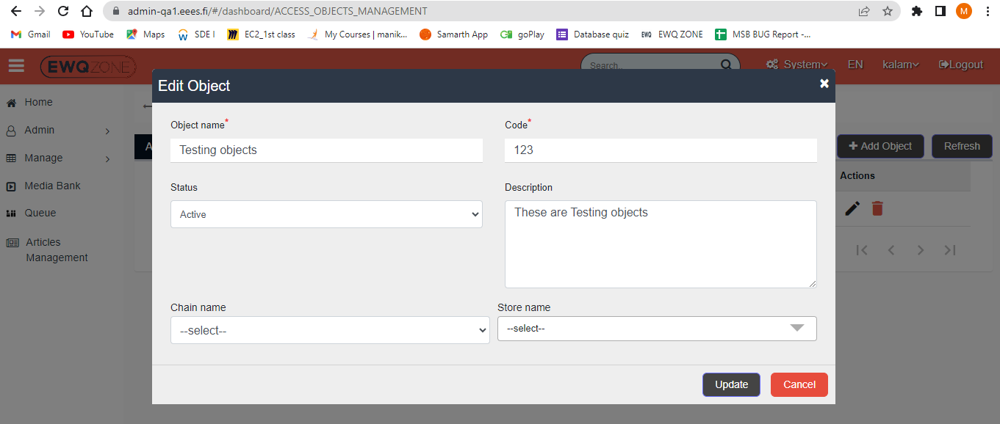 admin-qa1.eees.fi/#/dashboard/ACCESS_OBJECTS_MANAGEMENT
M
Gmail YouTube Maps SDE I EC2_1st class My Courses | manik... Samarth App goPlay Database quiz EWQ EWQ ZONE MSB BUG Report -...
EWQZONE Search... System EN kalam Logout
Edit Object
Home
Admin
Manage
Media Bank
Queue
Articles
Management
A
Object name* Code*
Testing objects 123
Status Description
Active These are Testing objects
Chain name Store name
--select-- --select--
Update Cancel
Add Object Refresh
Actions